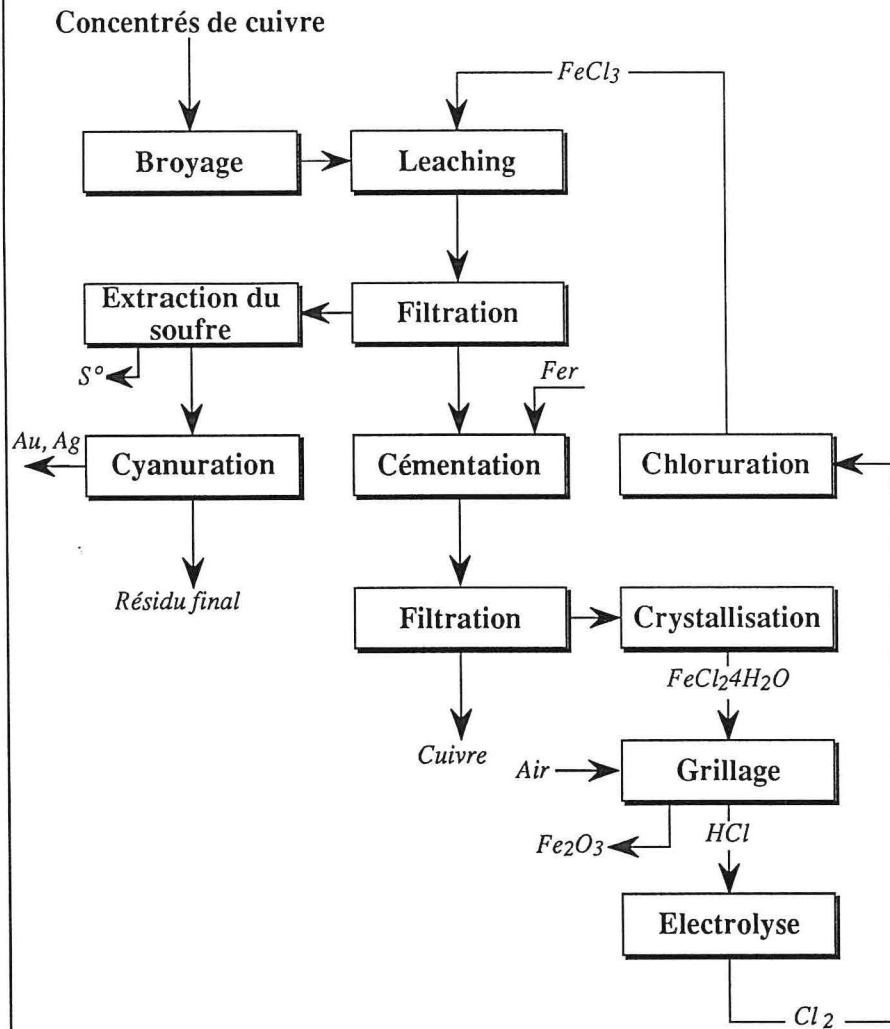 Concentrés de cuivre
FeCl3
Broyage
Leaching
Extraction du
soufre
Filtration
S°
Fer
Au, Ag
Cyanuration
Cémentation
Chloruration
Résidu final
Filtration
Crystallisation
FeCl24H2O
Cuivre
Air
Grillage
Fe2O3
HCl
Electrolyse
Cl2